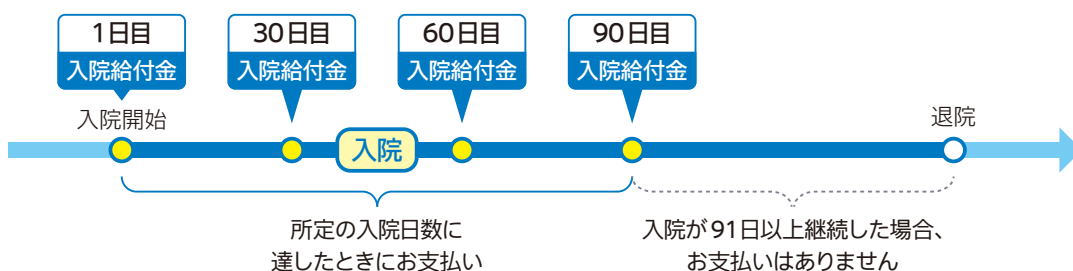 1日目
入院給付金
30日目
入院給付金
60日目
入院給付金
90日目
入院給付金
入院開始
退院
入院
所定の入院日数に
達したときにお支払い
入院が91日以上継続した場合、
お支払いはありません